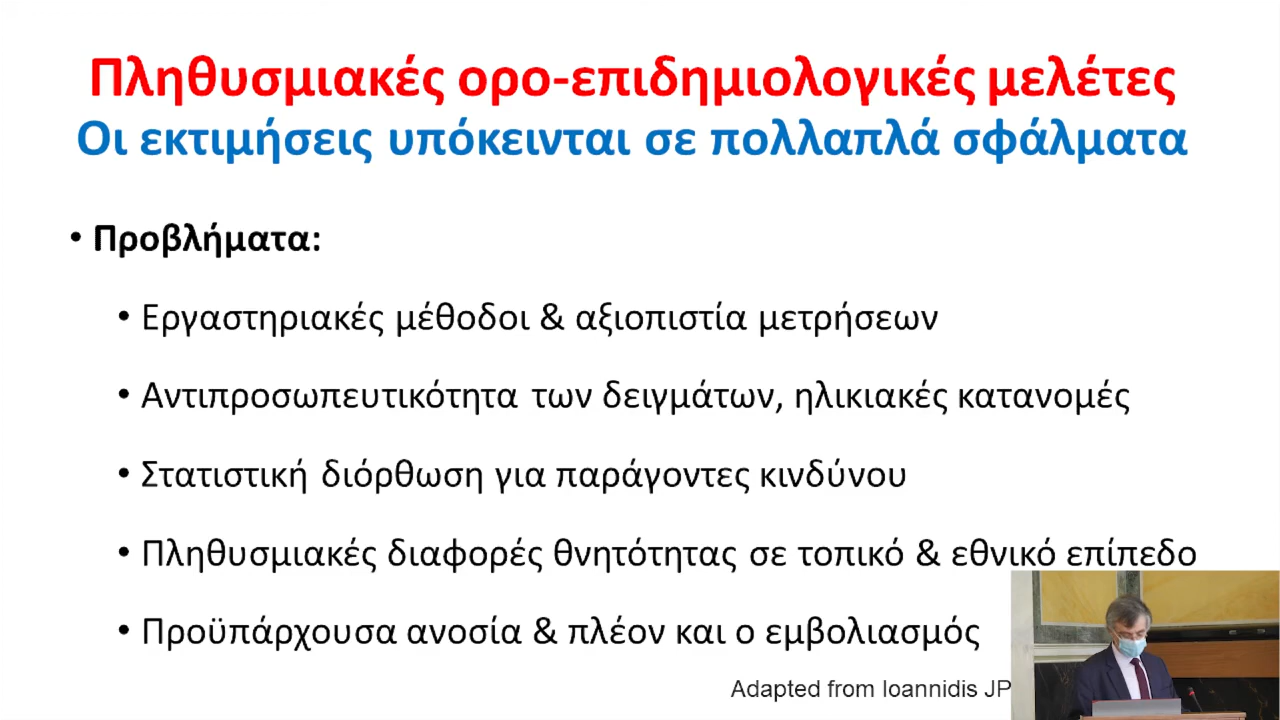 Πληθυσμιακές ορο-επιδημιολογικές μελέτες
Οι εκτιμήσεις υπόκεινται σε πολλαπλά σφάλματα
• Προβλήματα:
• Εργαστηριακές μέθοδοι & αξιοπιστία μετρήσεων
• Αντιπροσωπευτικότητα των δειγμάτων, ηλικιακές κατανομές
• Στατιστική διόρθωση για παράγοντες κινδύνου
• Πληθυσμιακές διαφορές θνητότητας σε τοπικό & εθνικό επίπεδο
• Προϋπάρχουσα ανοσία & πλέον και ο εμβολιασμός
Adapted from Ioannidis JP